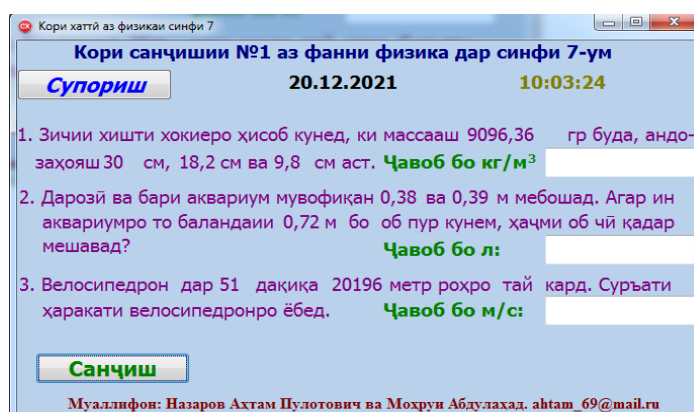 Кори хаттӣ аз физикаи синфи 7
Кори санҷишии №1 аз фанни физика дар синфи 7-ум
Супориш 20.12.2021 10:03:24
1. Зичии хишти хокиеро ҳисоб кунед, ки массааш 9096,36 гр буда, андо-
заҳояш 30 см, 18,2 см ва 9,8 см аст. Ҷавоб бо кг/м³
2. Дарозӣ ва бари аквариум мувофиқан 0,38 ва 0,39 м мебошад. Агар ин
аквариумро то баландаии 0,72 м бо об пур кунем, ҳаҷми об чӣ қадар
мешавад? Ҷавоб бо л:
3. Велосипедрон дар 51 дақиқа 20196 метр роҳро тай кард. Суръати
ҳаракати велосипедронро ёбед. Ҷавоб бо м/с:
Санҷиш
Муаллифон: Назаров Ахтам Пулотович ва Моҳруи Абдулаҳад. ahtam_69@mail.ru